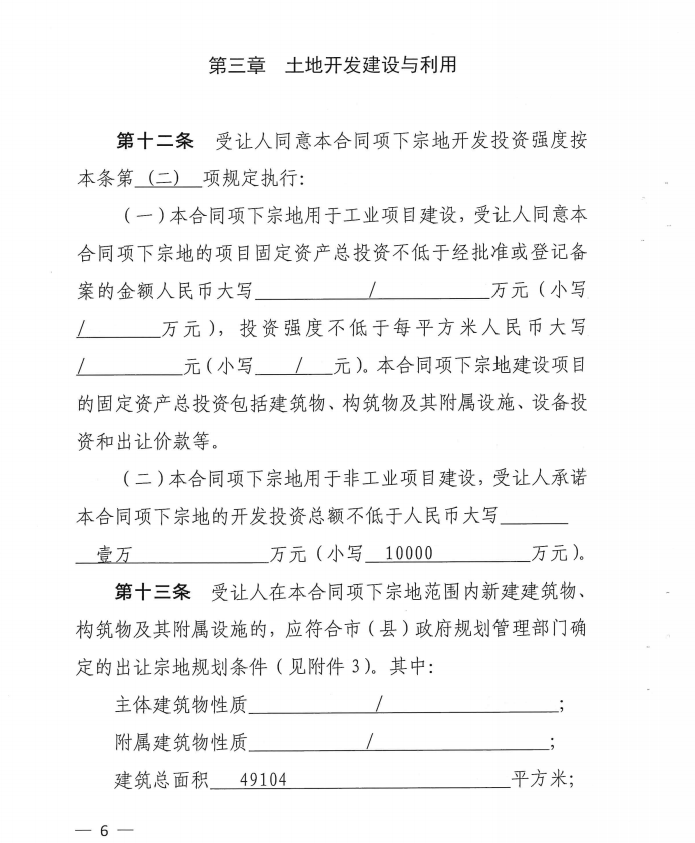 第三章 土地开发建设与利用
第十二条 受让人同意本合同项下宗地开发投资强度按
本条第 (二) 项规定执行：
（一）本合同项下宗地用于工业项目建设，受让人同意本
合同项下宗地的项目固定资产总投资不低于经批准或登记备
案的金额人民币大写 / 万元（小写
/ 万元），投资强度不低于每平方米人民币大写
/ 元（小写 / 元）。本合同项下宗地建设项目
的固定资产总投资包括建筑物、构筑物及其附属设施、设备投
资和出让价款等。
（二）本合同项下宗地用于非工业项目建设，受让人承诺
本合同项下宗地的开发投资总额不低于人民币大写
壹万 万元（小写 10000 万元）。
第十三条 受让人在本合同项下宗地范围内新建建筑物、
构筑物及其附属设施的，应符合市（县）政府规划管理部门确
定的出让宗地规划条件（见附件 3）。其中：
主体建筑物性质 / ；
附属建筑物性质 / ；
建筑总面积 49104 平方米；
— 6 —